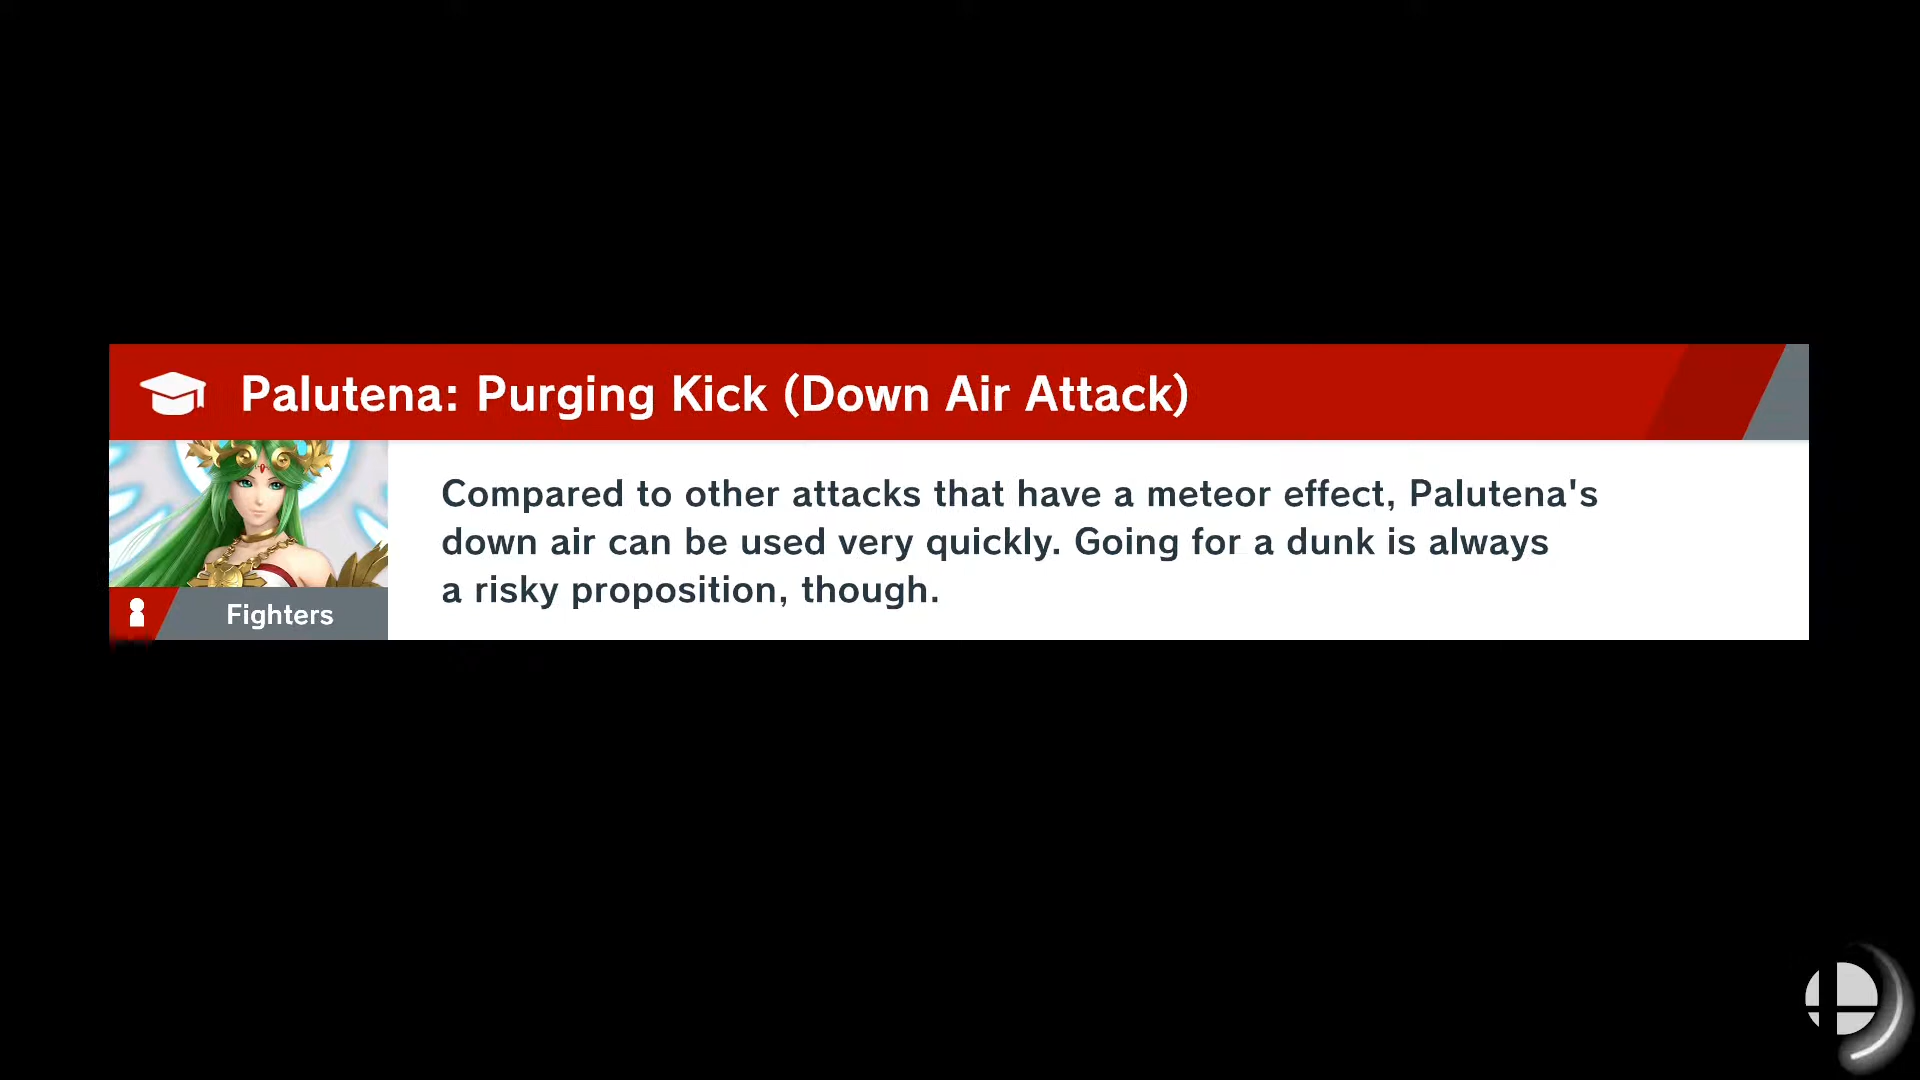 Palutena: Purging Kick (Down Air Attack)
Compared to other attacks that have a meteor effect, Palutena's
down air can be used very quickly. Going for a dunk is always
a risky proposition, though.
Fighters